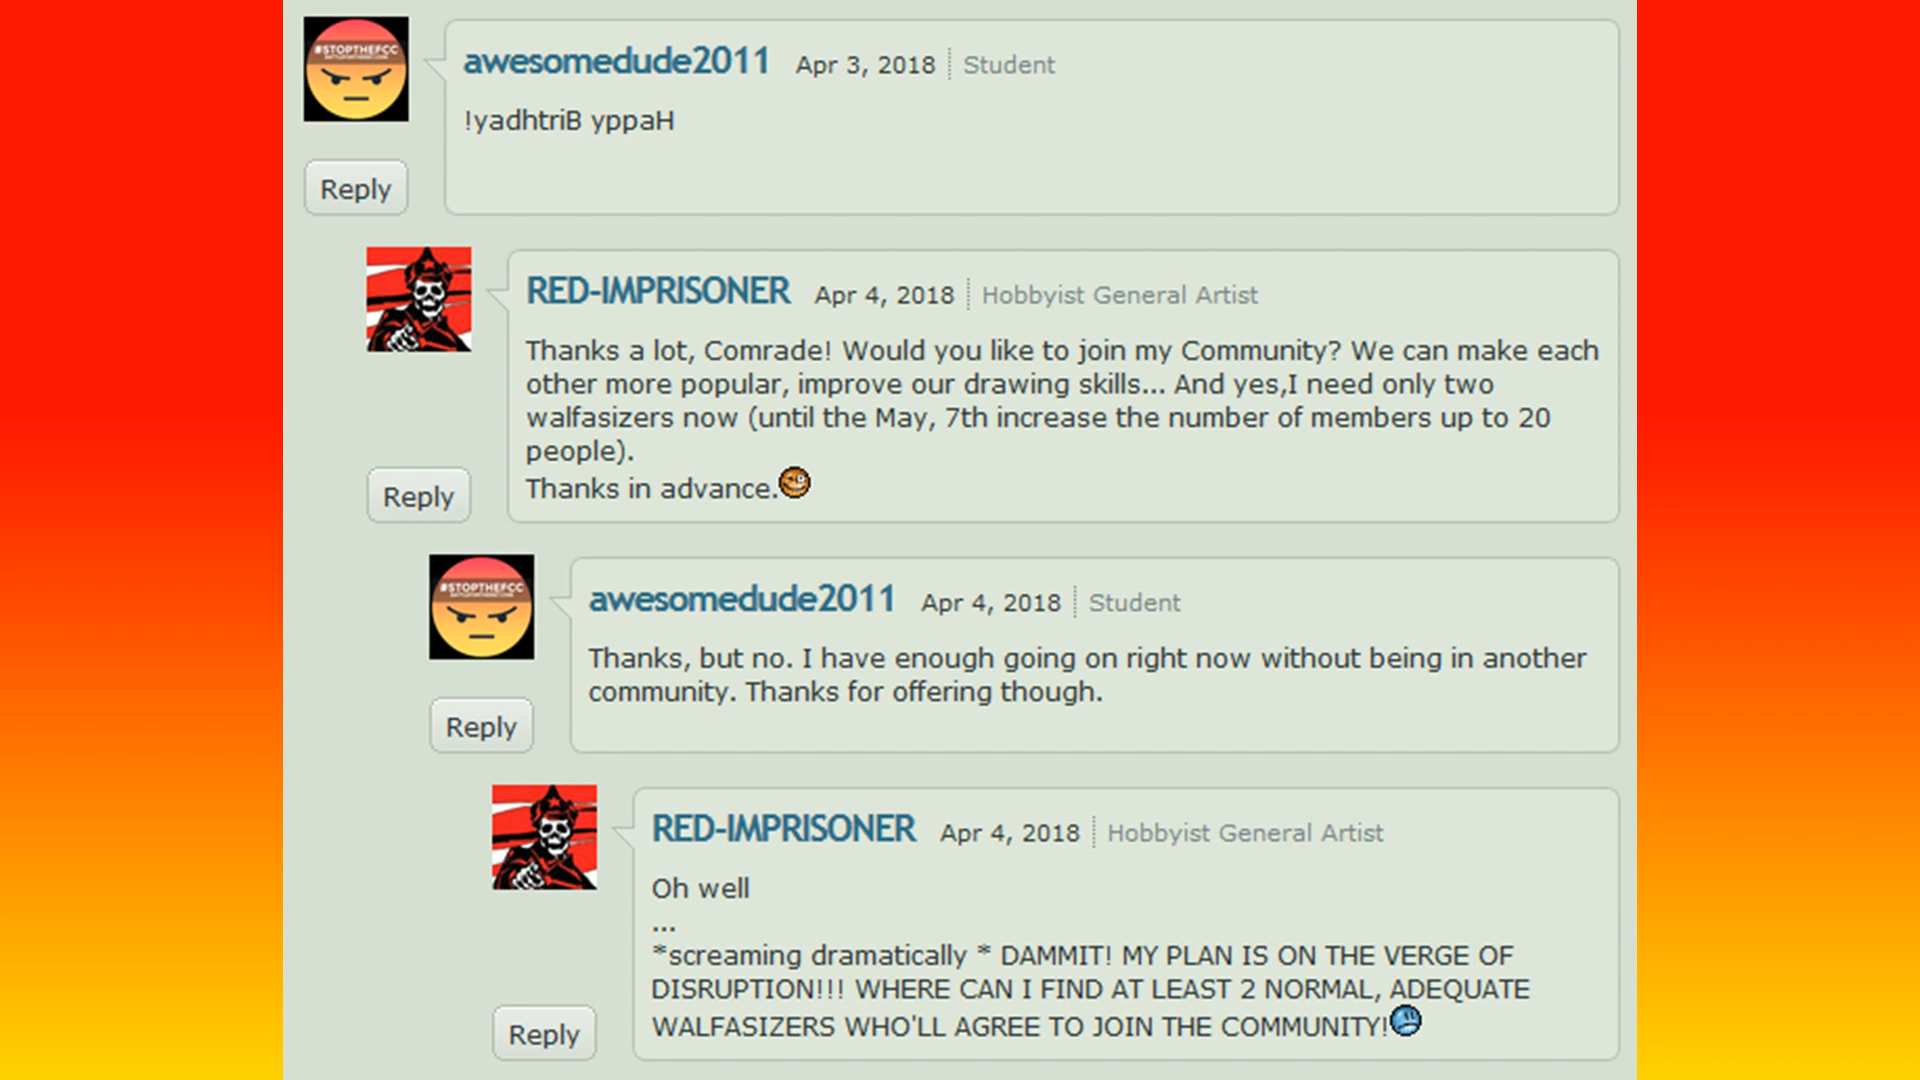 #STOPTHEFCC
awesomedude2011 Apr 3, 2018 Student
!yadhtriB yppaH
Reply
RED-IMPRISONER Apr 4, 2018 Hobbyist General Artist
Thanks a lot, Comrade! Would you like to join my Community? We can make each
other more popular, improve our drawing skills... And yes,I need only two
walfasizers now (until the May, 7th increase the number of members up to 20
people).
Thanks in advance.
Reply
#STOPTHEFCC
awesomedude2011 Apr 4, 2018 Student
Thanks, but no. I have enough going on right now without being in another
community. Thanks for offering though.
Reply
RED-IMPRISONER Apr 4, 2018 Hobbyist General Artist
Oh well
...
*screaming dramatically * DAMMIT! MY PLAN IS ON THE VERGE OF
DISRUPTION!!! WHERE CAN I FIND AT LEAST 2 NORMAL, ADEQUATE
WALFASIZERS WHO'LL AGREE TO JOIN THE COMMUNITY!
Reply